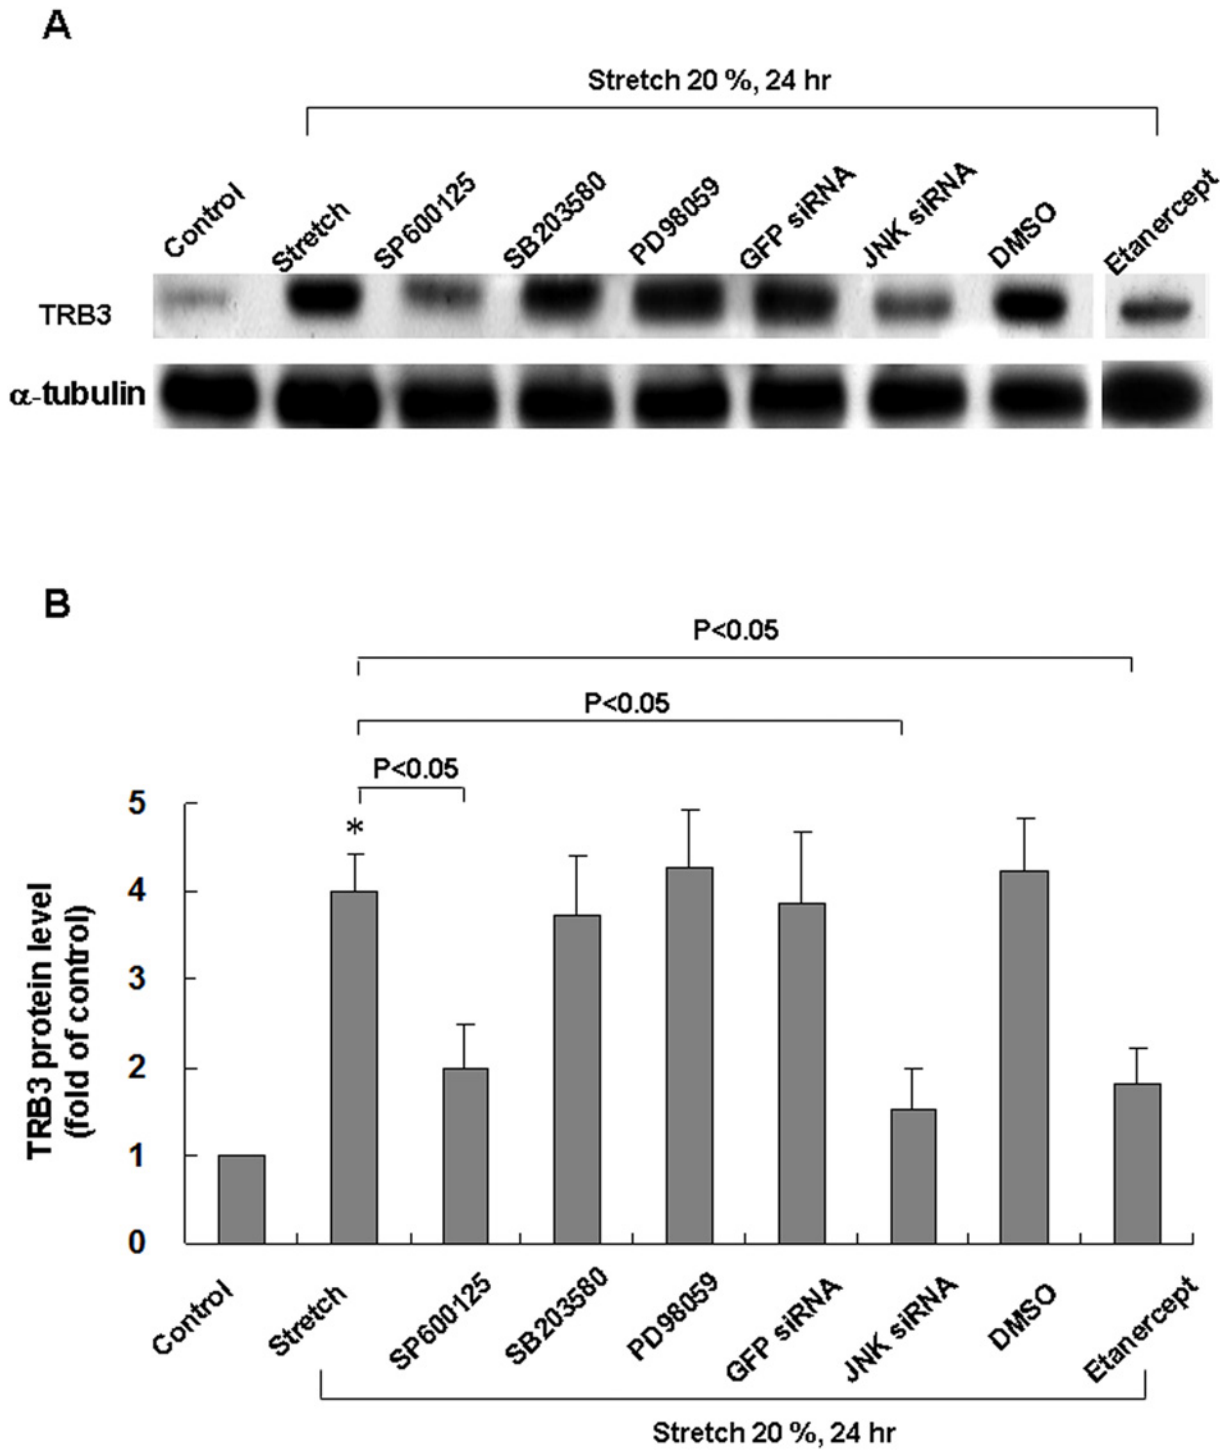 A
Stretch 20 %, 24 hr
Control
Stretch
SP600125
SB203580
PD98059
GFP siRNA
JNK siRNA
DMSO
Etanercept
TRB3
α-tubulin
B
P<0.05
P<0.05
P<0.05
*
5
4
3
2
1
0
TRB3 protein level
(fold of control)
Control
Stretch
SP600125
SB203580
PD98059
GFP siRNA
JNK siRNA
DMSO
Etanercept
Stretch 20 %, 24 hr